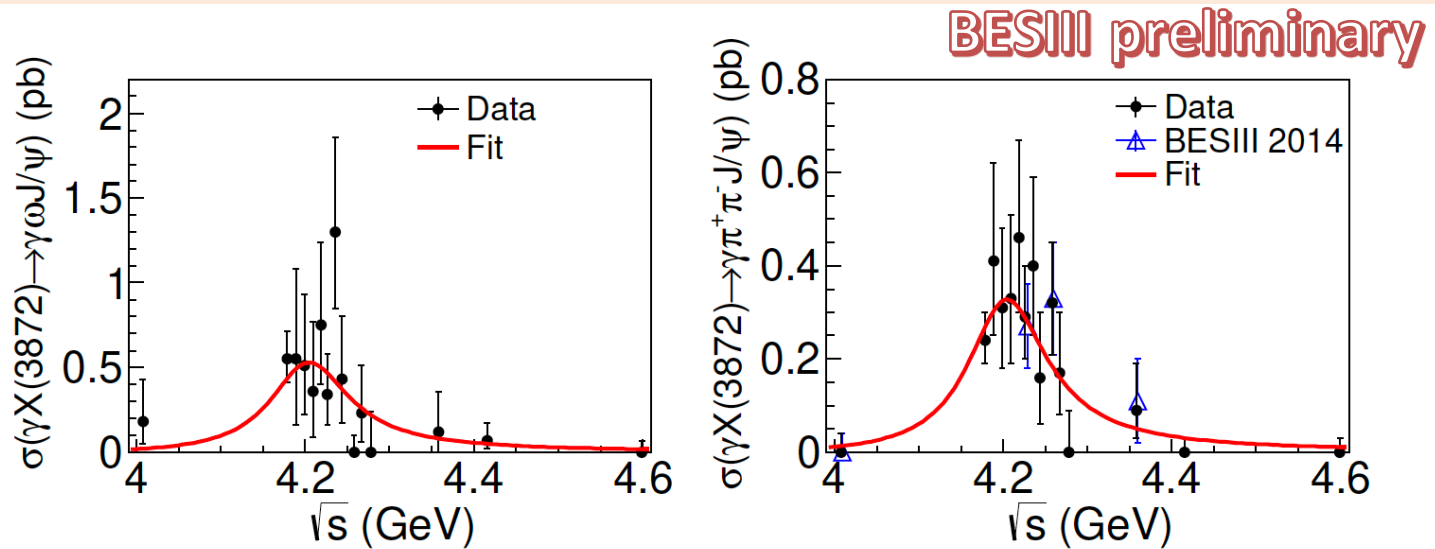 BESIII preliminary
σ(γX(3872)→γωJ/ψ) (pb)
2
1.5
1
0.5
0
4
4.2
4.4
4.6
√s (GeV)
Data
Fit
σ(γX(3872)→γπ⁺π⁻J/ψ) (pb)
0.8
0.6
0.4
0.2
0
4
4.2
4.4
4.6
√s (GeV)
Data
BESIII 2014
Fit